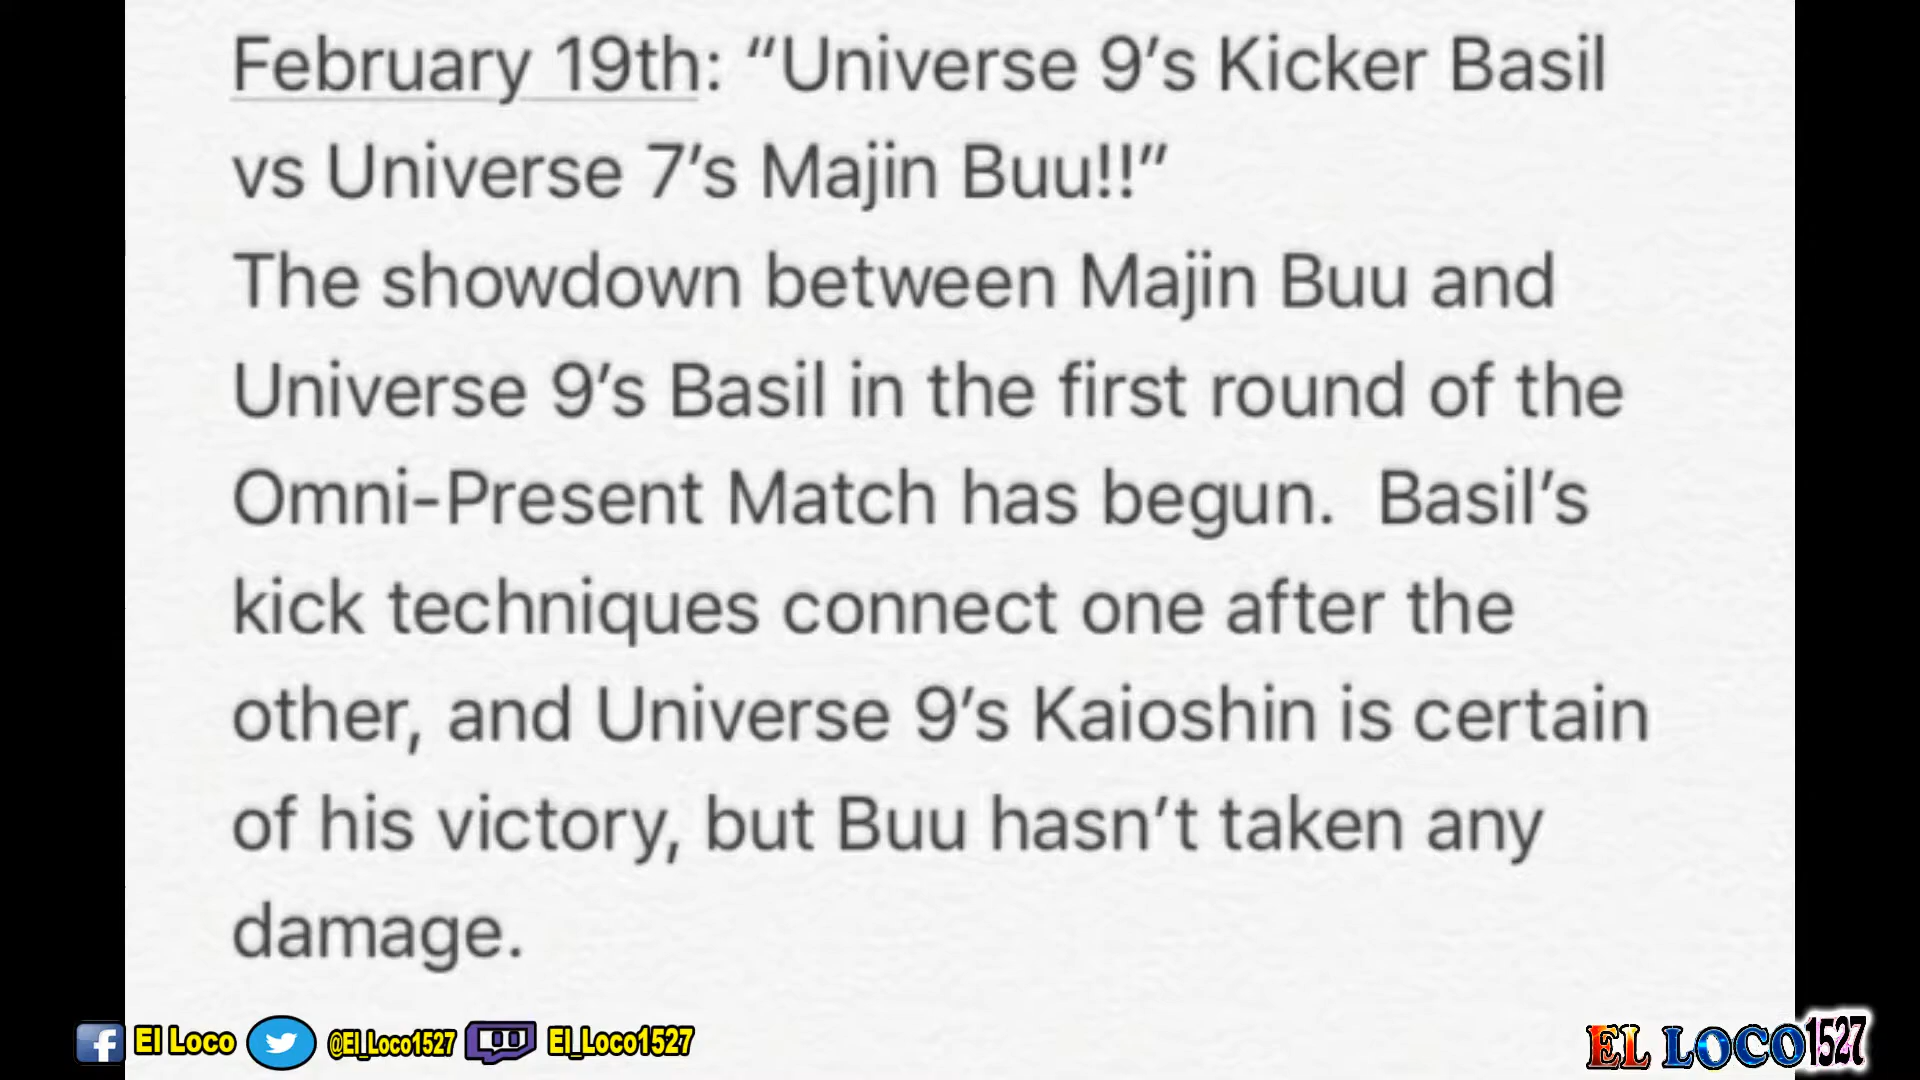 February 19th: “Universe 9’s Kicker Basil
vs Universe 7’s Majin Buu!!”
The showdown between Majin Buu and
Universe 9’s Basil in the first round of the
Omni-Present Match has begun.  Basil’s
kick techniques connect one after the
other, and Universe 9’s Kaioshin is certain
of his victory, but Buu hasn’t taken any
damage.
El Loco @El_Loco1527 El_Loco1527
EL LOCO1527